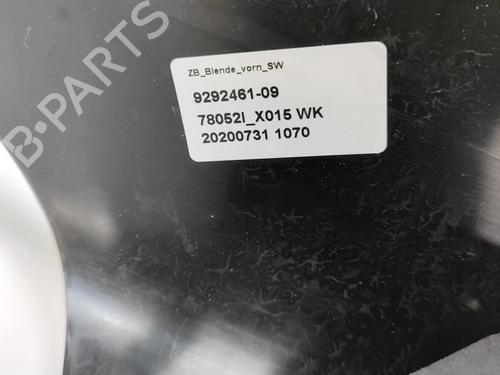 B-PARTS
ZB_Blende_vorn_SW
9292461-09
78052I_X015 WK
20200731 1070